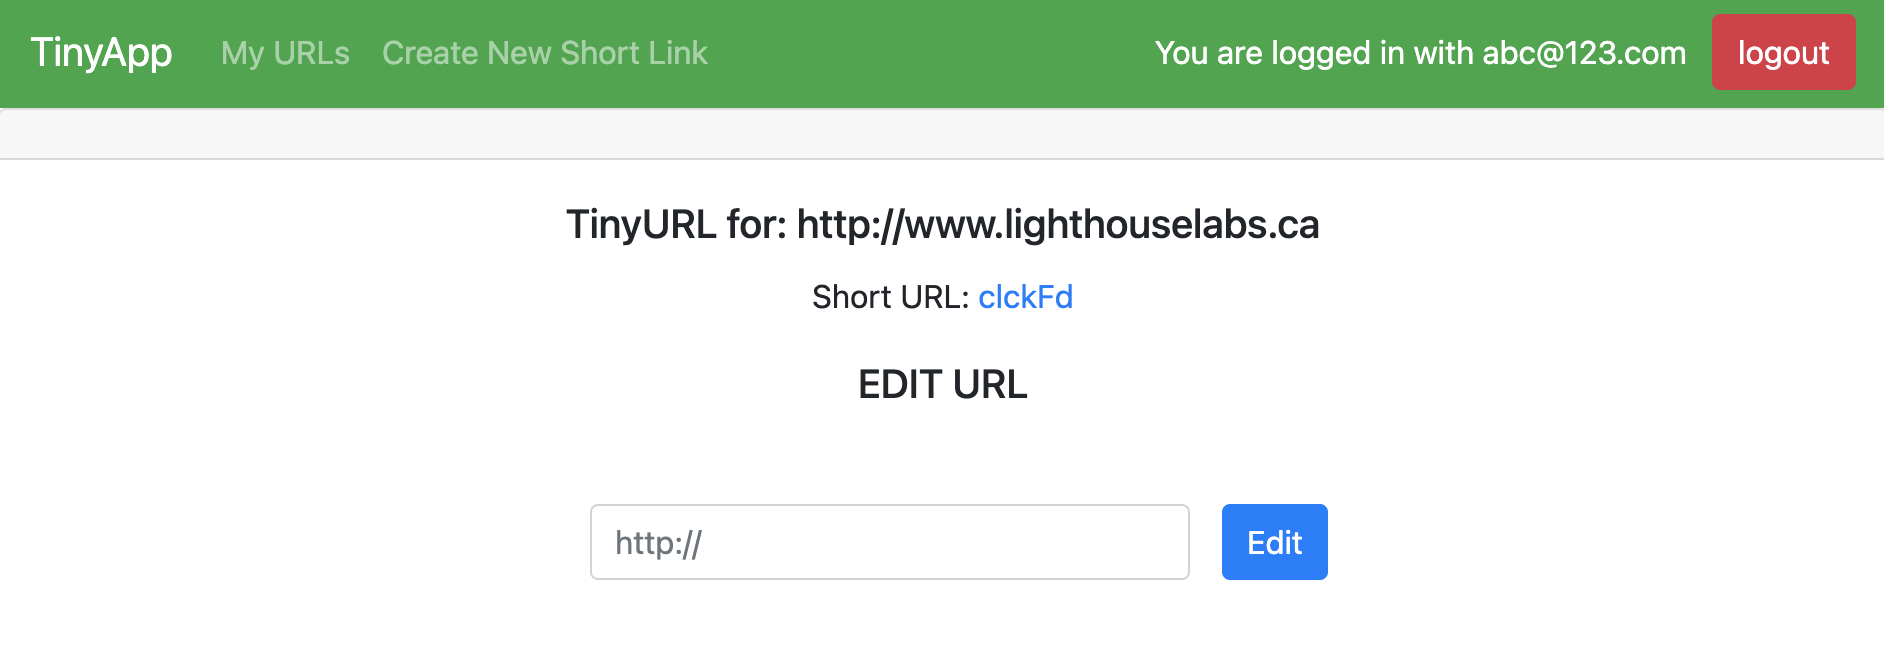 TinyApp My URLs Create New Short Link You are logged in with abc@123.com logout
TinyURL for: http://www.lighthouselabs.ca
Short URL: clckFd
EDIT URL
http:// Edit